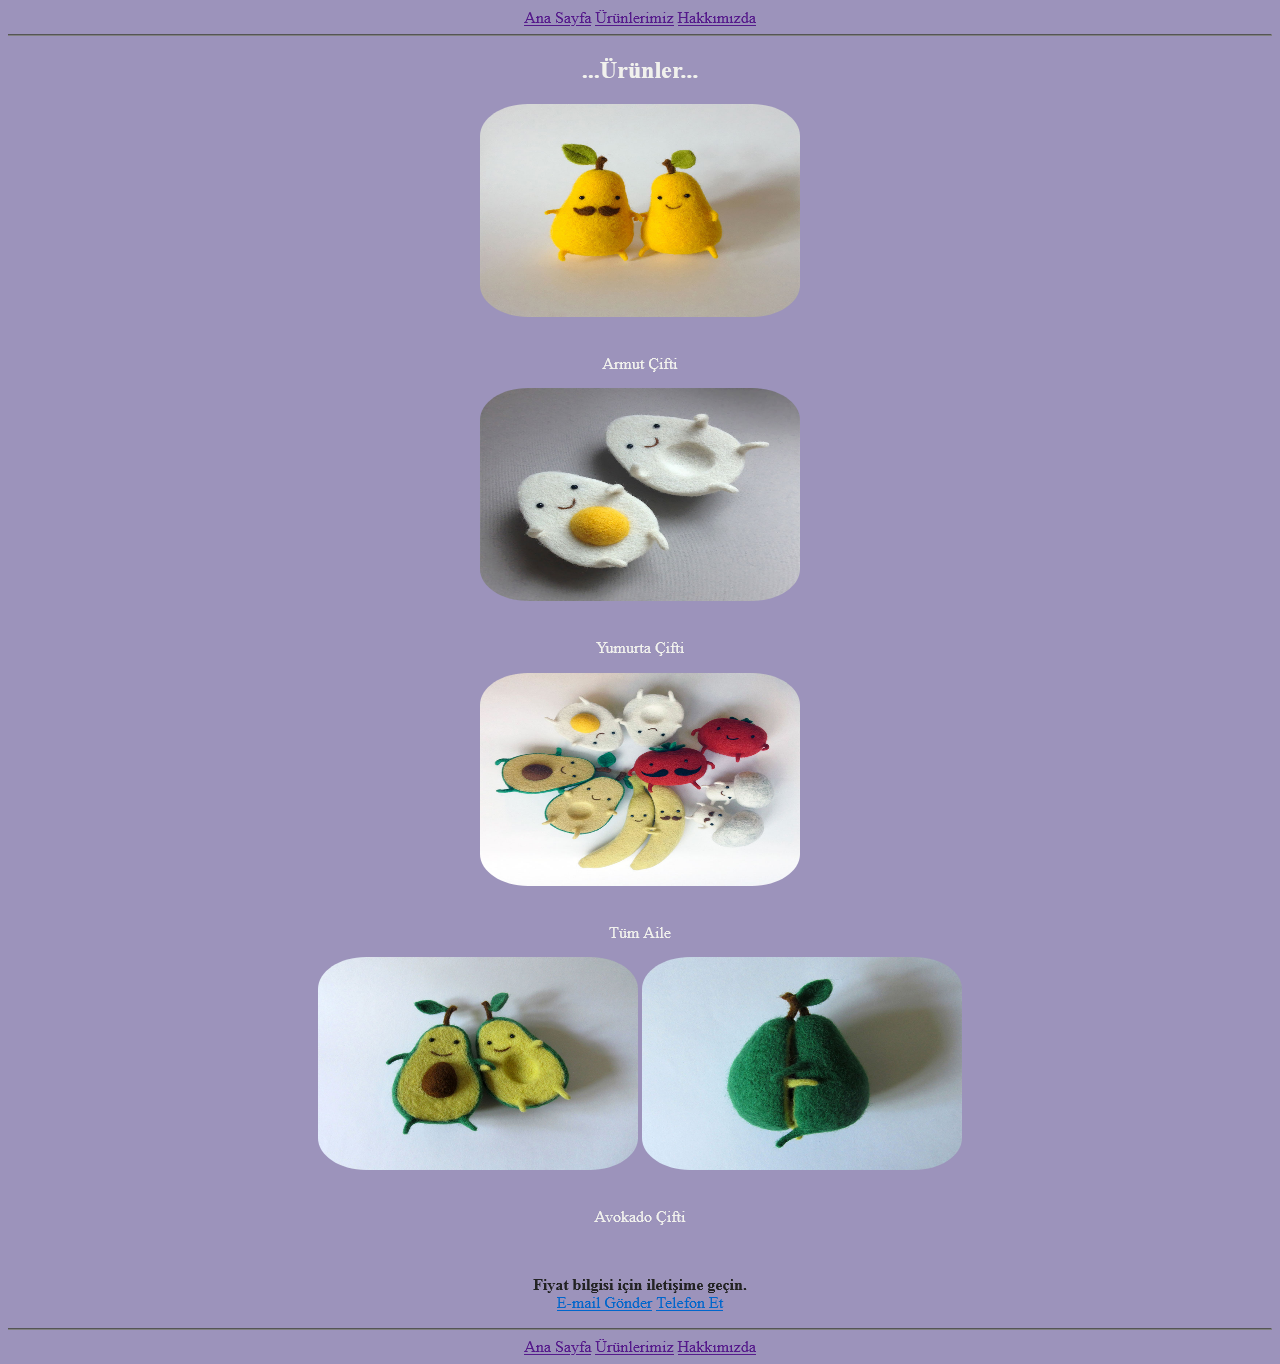 Ana Sayfa Ürünlerimiz Hakkımızda
...Ürünler...
Armut Çifti
Yumurta Çifti
Tüm Aile
Avokado Çifti
Fiyat bilgisi için iletişime geçin.
E-mail Gönder Telefon Et
Ana Sayfa Ürünlerimiz Hakkımızda